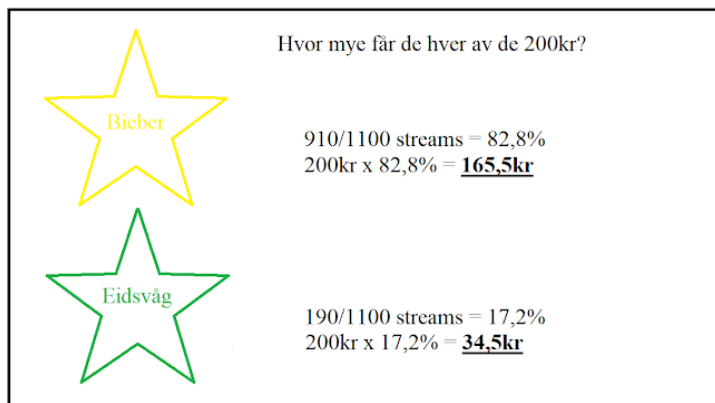 Hvor mye får de hver av de 200kr?
Bieber
910/1100 streams = 82,8%
200kr x 82,8% = 165,5kr
Eidsvåg
190/1100 streams = 17,2%
200kr x 17,2% = 34,5kr